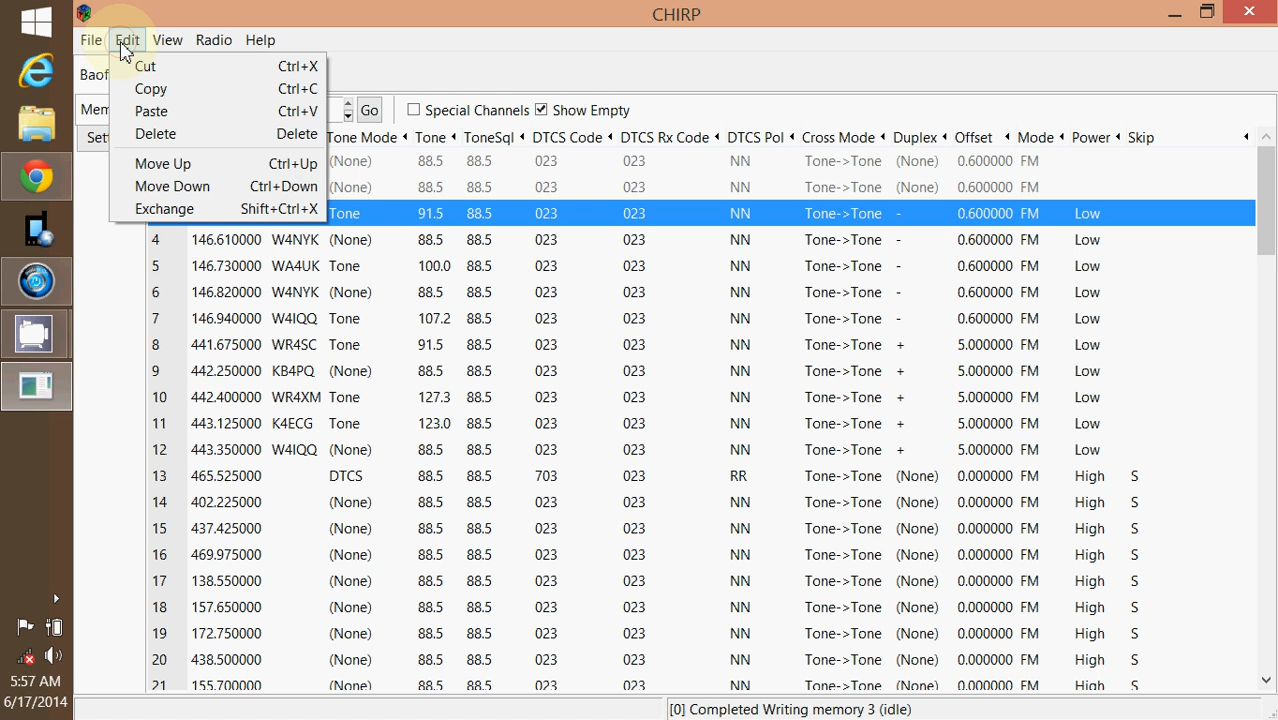 CHIRP
File Edit View Radio Help
Baof
Cut Ctrl+X
Copy Ctrl+C
Paste Ctrl+V
Delete Delete
Move Up Ctrl+Up
Move Down Ctrl+Down
Exchange Shift+Ctrl+X
Mem Go Special Channels Show Empty
Sett Tone Mode Tone ToneSql DTCS Code DTCS Rx Code DTCS Pol Cross Mode Duplex Offset Mode Power Skip
(None) 88.5 88.5 023 023 NN Tone->Tone (None) 0.600000 FM
(None) 88.5 88.5 023 023 NN Tone->Tone (None) 0.600000 FM
Tone 91.5 88.5 023 023 NN Tone->Tone - 0.600000 FM Low
4 146.610000 W4NYK (None) 88.5 88.5 023 023 NN Tone->Tone - 0.600000 FM Low
5 146.730000 WA4UK Tone 100.0 88.5 023 023 NN Tone->Tone - 0.600000 FM Low
6 146.820000 W4NYK (None) 88.5 88.5 023 023 NN Tone->Tone - 0.600000 FM Low
7 146.940000 W4IQQ Tone 107.2 88.5 023 023 NN Tone->Tone - 0.600000 FM Low
8 441.675000 WR4SC Tone 91.5 88.5 023 023 NN Tone->Tone + 5.000000 FM Low
9 442.250000 KB4PQ (None) 88.5 88.5 023 023 NN Tone->Tone + 5.000000 FM Low
10 442.400000 WR4XM Tone 127.3 88.5 023 023 NN Tone->Tone + 5.000000 FM Low
11 443.125000 K4ECG Tone 123.0 88.5 023 023 NN Tone->Tone + 5.000000 FM Low
12 443.350000 W4IQQ (None) 88.5 88.5 023 023 NN Tone->Tone + 5.000000 FM Low
13 465.525000 DTCS 88.5 88.5 703 023 RR Tone->Tone (None) 0.000000 FM High S
14 402.225000 (None) 88.5 88.5 023 023 NN Tone->Tone (None) 0.000000 FM High S
15 437.425000 (None) 88.5 88.5 023 023 NN Tone->Tone (None) 0.000000 FM High S
16 469.975000 (None) 88.5 88.5 023 023 NN Tone->Tone (None) 0.000000 FM High S
17 138.550000 (None) 88.5 88.5 023 023 NN Tone->Tone (None) 0.000000 FM High S
18 157.650000 (None) 88.5 88.5 023 023 NN Tone->Tone (None) 0.000000 FM High S
19 172.750000 (None) 88.5 88.5 023 023 NN Tone->Tone (None) 0.000000 FM High S
20 438.500000 (None) 88.5 88.5 023 023 NN Tone->Tone (None) 0.000000 FM High S
21 155.700000 (None) 88.5 88.5 023 023 NN Tone->Tone (None) 0.000000 FM High S
5:57 AM
6/17/2014
[0] Completed Writing memory 3 (idle)